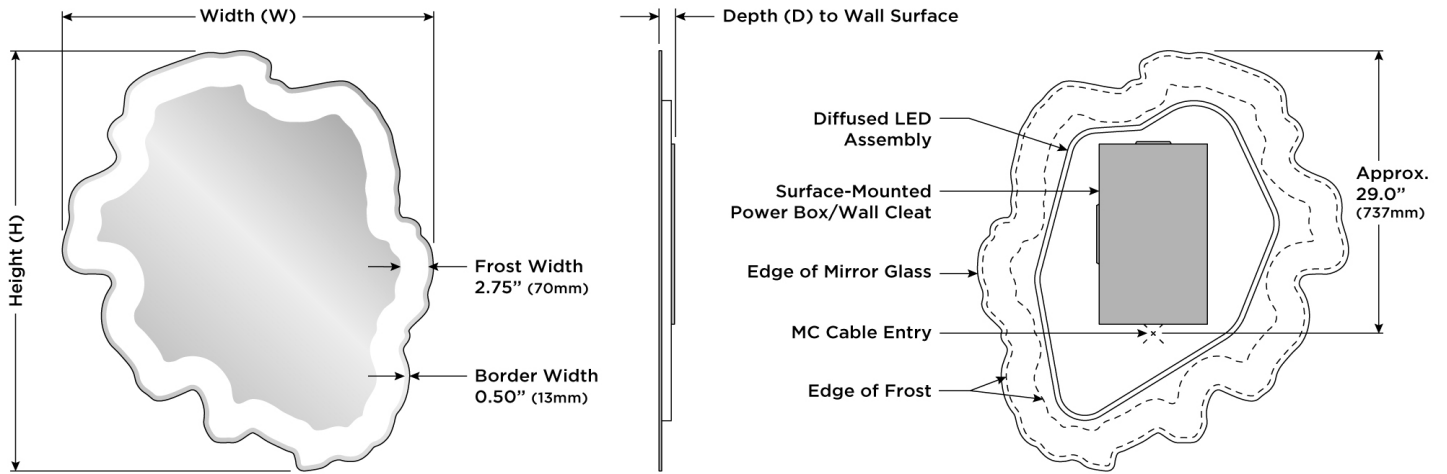 Width (W)
Height (H)
Frost Width
2.75” (70mm)
Border Width
0.50” (13mm)
Depth (D) to Wall Surface
Diffused LED
Assembly
Surface-Mounted
Power Box/Wall Cleat
Edge of Mirror Glass
MC Cable Entry
Edge of Frost
Approx.
29.0”
(737mm)